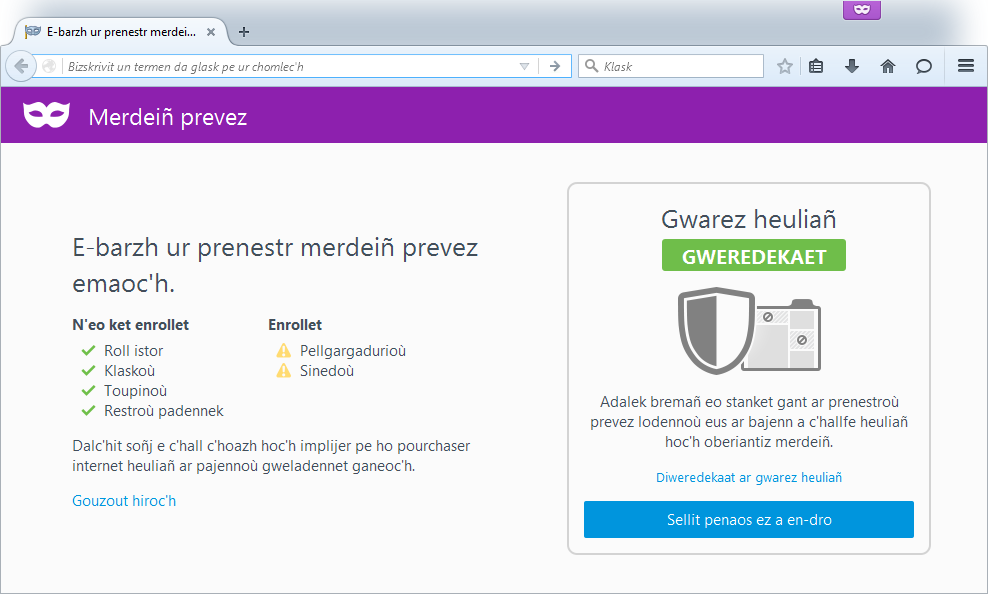 E-barzh ur prenestr merdei...
Bizskrivit un termen da glask pe ur chomlec'h
Klask
Merdeiñ prevez
E-barzh ur prenestr merdeiñ prevez
emaoc'h.
N'eo ket enrollet
Roll istor
Klaskoù
Toupinoù
Restroù padennek
Enrollet
Pellgargadurioù
Sinedoù
Dalc'hit soñj e c'hall c'hoazh hoc'h implijer pe ho pourchaser
internet heuliañ ar pajennoù gweladennet ganeoc'h.
Gouzout hiroc'h
Gwarez heuliañ
GWEREDEKAET
Adalek bremañ eo stanket gant ar prenestroù
prevez lodennoù eus ar bajenn a c'hallfe heuliañ
hoc'h oberiantiz merdeiñ.
Diweredekaat ar gwarez heuliañ
Sellit penaos ez a en-dro